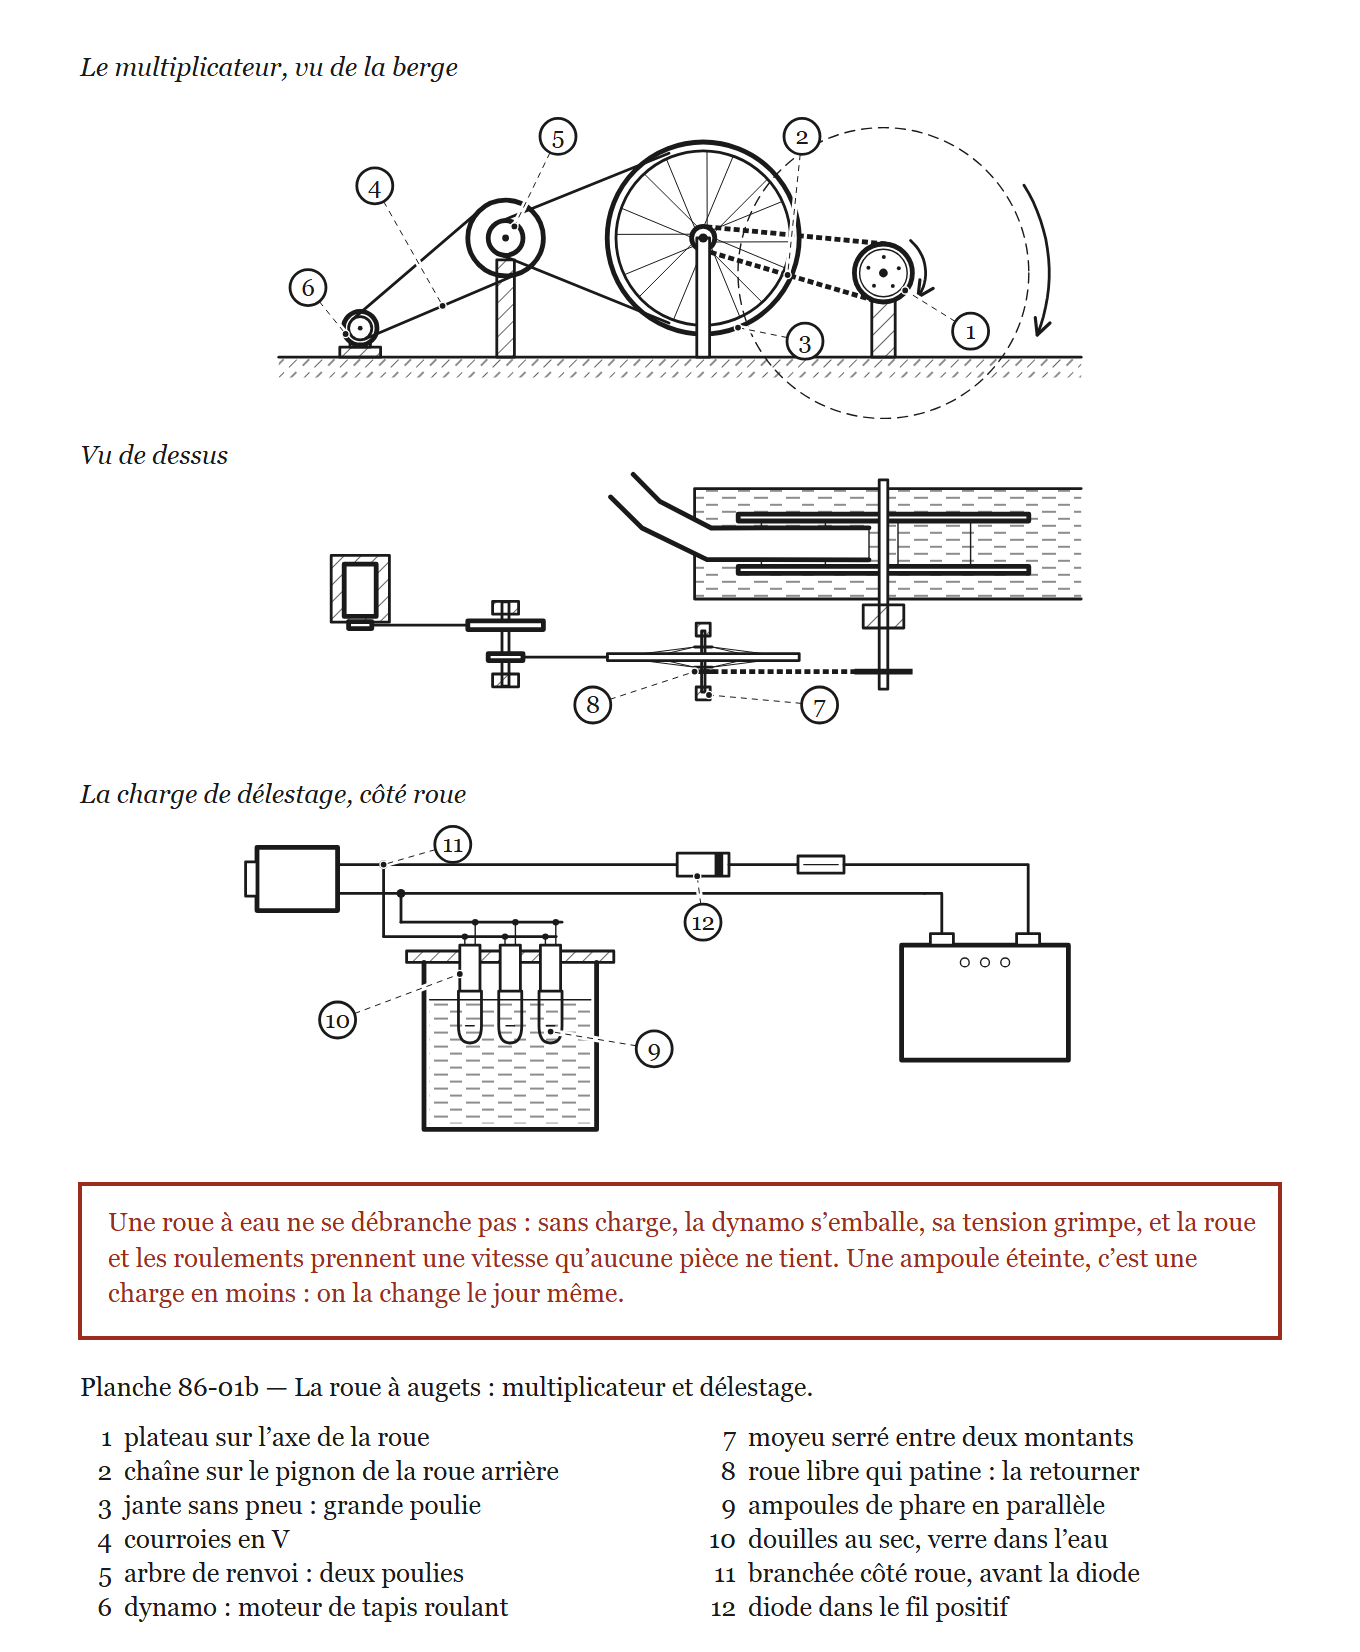 Le multiplicateur, vu de la berge
5
2
4
6
3
1
Vu de dessus
8
7
La charge de délestage, côté roue
11
12
10
9
Une roue à eau ne se débranche pas : sans charge, la dynamo s’emballe, sa tension grimpe, et la roue
et les roulements prennent une vitesse qu’aucune pièce ne tient. Une ampoule éteinte, c’est une
charge en moins : on la change le jour même.
Planche 86-01b — La roue à augets : multiplicateur et délestage.
1 plateau sur l’axe de la roue
2 chaîne sur le pignon de la roue arrière
3 jante sans pneu : grande poulie
4 courroies en V
5 arbre de renvoi : deux poulies
6 dynamo : moteur de tapis roulant
7 moyeu serré entre deux montants
8 roue libre qui patine : la retourner
9 ampoules de phare en parallèle
10 douilles au sec, verre dans l’eau
11 branchée côté roue, avant la diode
12 diode dans le fil positif